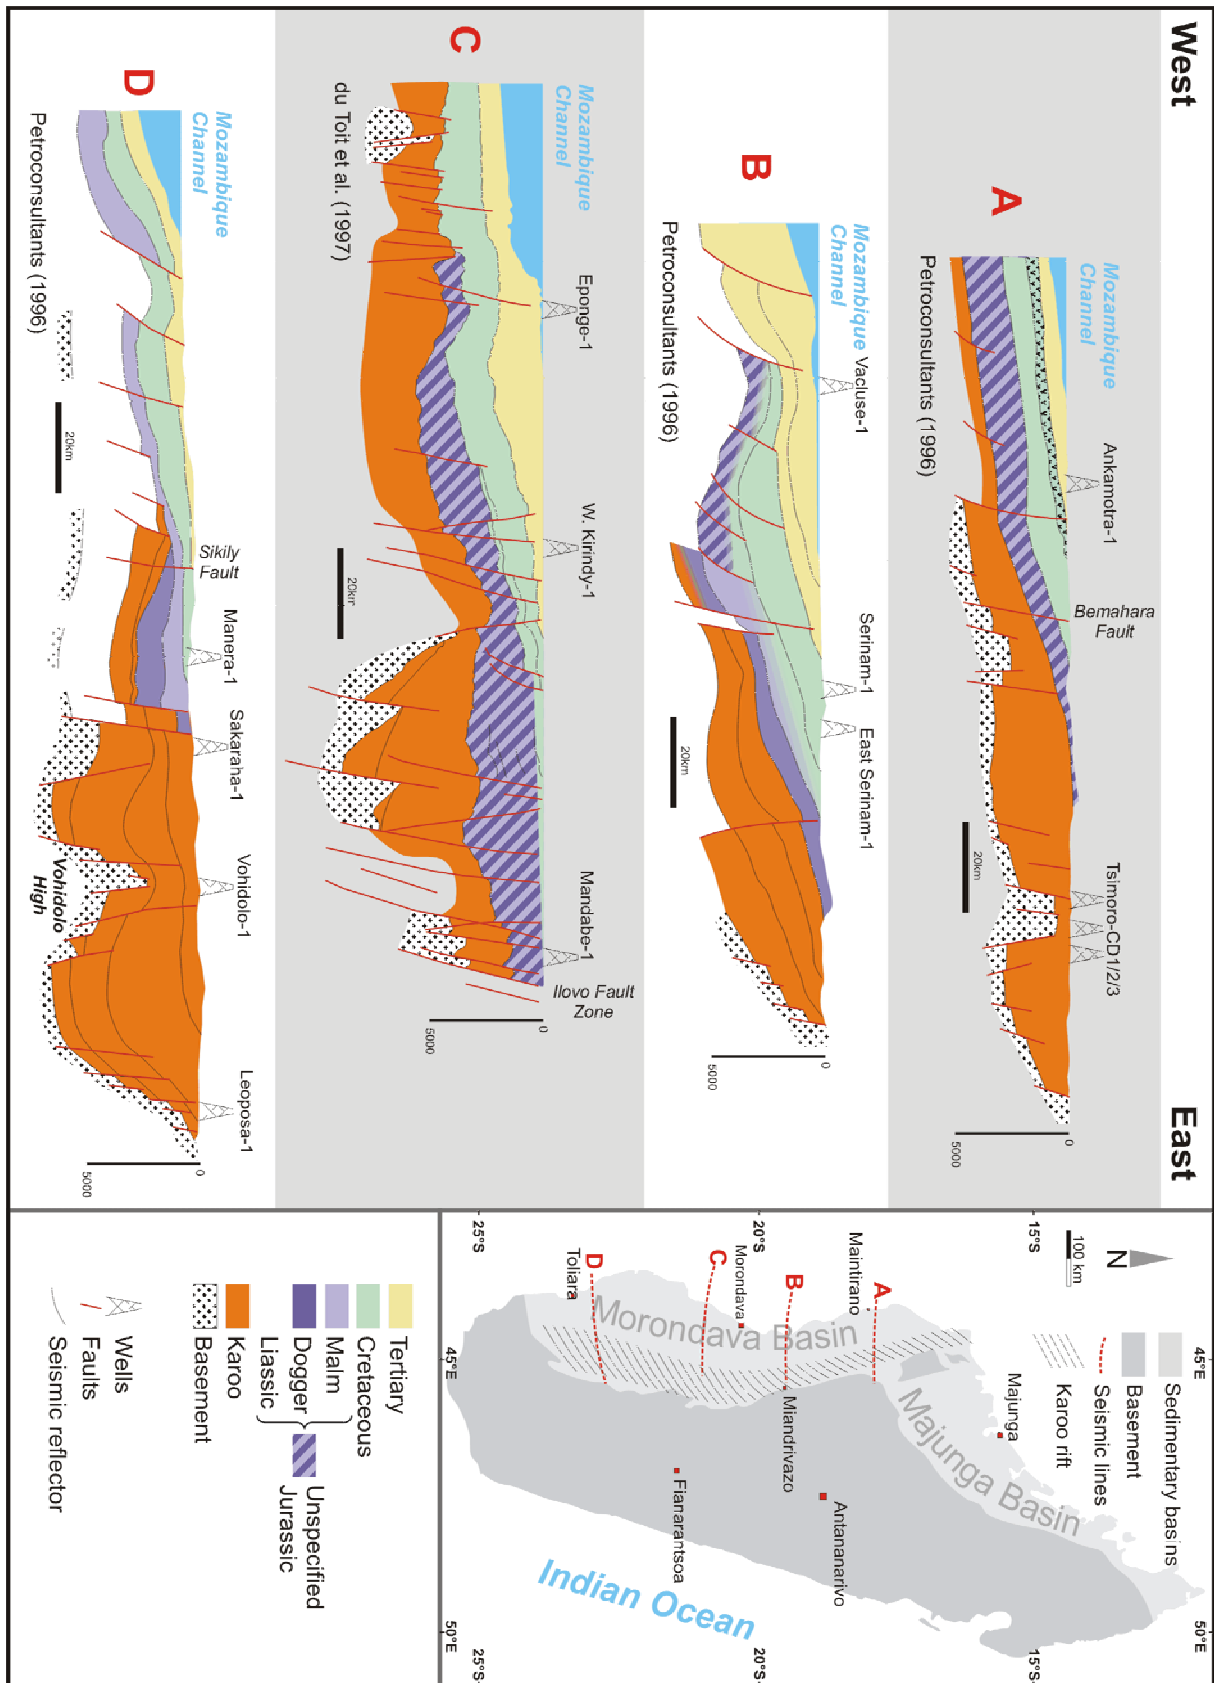 West
East
A
Mozambique
Channel
Ankamotra-1
Bemahara
Fault
Tsimoro-CD1/2/3
Petroconsultants (1996)
20km
0
5000
B
Mozambique
Channel
Vacluse-1
Serinam-1
East Serinam-1
Petroconsultants (1996)
20km
0
5000
C
Mozambique
Channel
Eponge-1
W. Kirindy-1
Mandabe-1
Ilovo Fault
Zone
du Toit et al. (1997)
20km
0
5000
D
Mozambique
Channel
Sikily
Fault
Manera-1
Sakaraha-1
Vohidolo-1
Leoposa-1
Vohidolo
High
Petroconsultants (1996)
20km
0
5000
45°E
50°E
15°S
15°S
20°S
20°S
25°S
25°S
45°E
50°E
N
100 km
Sedimentary basins
Basement
Seismic lines
Karoo rift
Majunga
Majunga Basin
Maintirano
A
B
Morondava
C
D
Toliara
Morondava Basin
Miandrivazo
Antananarivo
Fianarantsoa
Indian Ocean
Tertiary
Cretaceous
Malm
Dogger
Liassic
Unspecified
Jurassic
Karoo
Basement
Wells
Faults
Seismic reflector